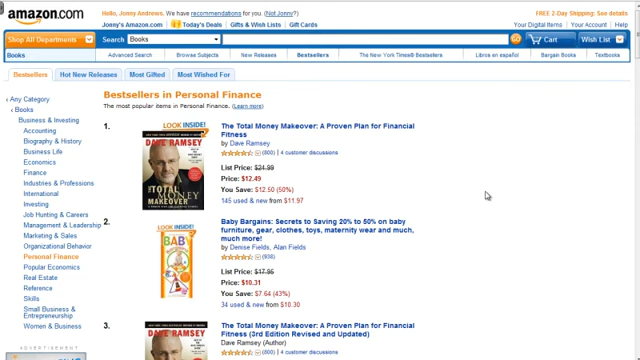 amazon.com
Hello, Jonny Andrews. We have recommendations for you. (Not Jonny?)
FREE 2-Day Shipping: See details
Jonny's Amazon.com
Today's Deals
Gifts & Wish Lists
Gift Cards
Your Digital Items
Your Account
Help
Shop All Departments
Search
Books
GO
Cart
Wish List
Books
Advanced Search
Browse Subjects
New Releases
Bestsellers
The New York Times® Bestsellers
Libros en español
Bargain Books
Textbooks
Bestsellers
Hot New Releases
Most Gifted
Most Wished For
‹ Any Category
‹ Books
Business & Investing
Accounting
Biography & History
Business Life
Economics
Finance
Industries & Professions
International
Investing
Job Hunting & Careers
Management & Leadership
Marketing & Sales
Organizational Behavior
Personal Finance
Popular Economics
Real Estate
Reference
Skills
Small Business &
Entrepreneurship
Women & Business
ADVERTISEMENT
Bestsellers in Personal Finance
The most popular items in Personal Finance. (Learn more)
1.
LOOK INSIDE!
DAVE RAMSEY
THE TOTAL
MONEY
MAKEOVER
The Total Money Makeover: A Proven Plan for Financial
Fitness
by Dave Ramsey
(800) | 4 customer discussions
List Price: $24.99
Price: $12.49
You Save: $12.50 (50%)
145 used & new from $11.97
2.
LOOK INSIDE!
BABY
Baby Bargains: Secrets to Saving 20% to 50% on baby
furniture, gear, clothes, toys, maternity wear and much,
much more!
by Denise Fields, Alan Fields
(938)
List Price: $17.95
Price: $10.31
You Save: $7.64 (43%)
34 used & new from $10.30
3.
LOOK INSIDE!
DAVE RAMSEY
The Total Money Makeover: A Proven Plan for Financial
Fitness (3rd Edition Revised and Updated)
Dave Ramsey (Author)
(800) | 4 customer discussions